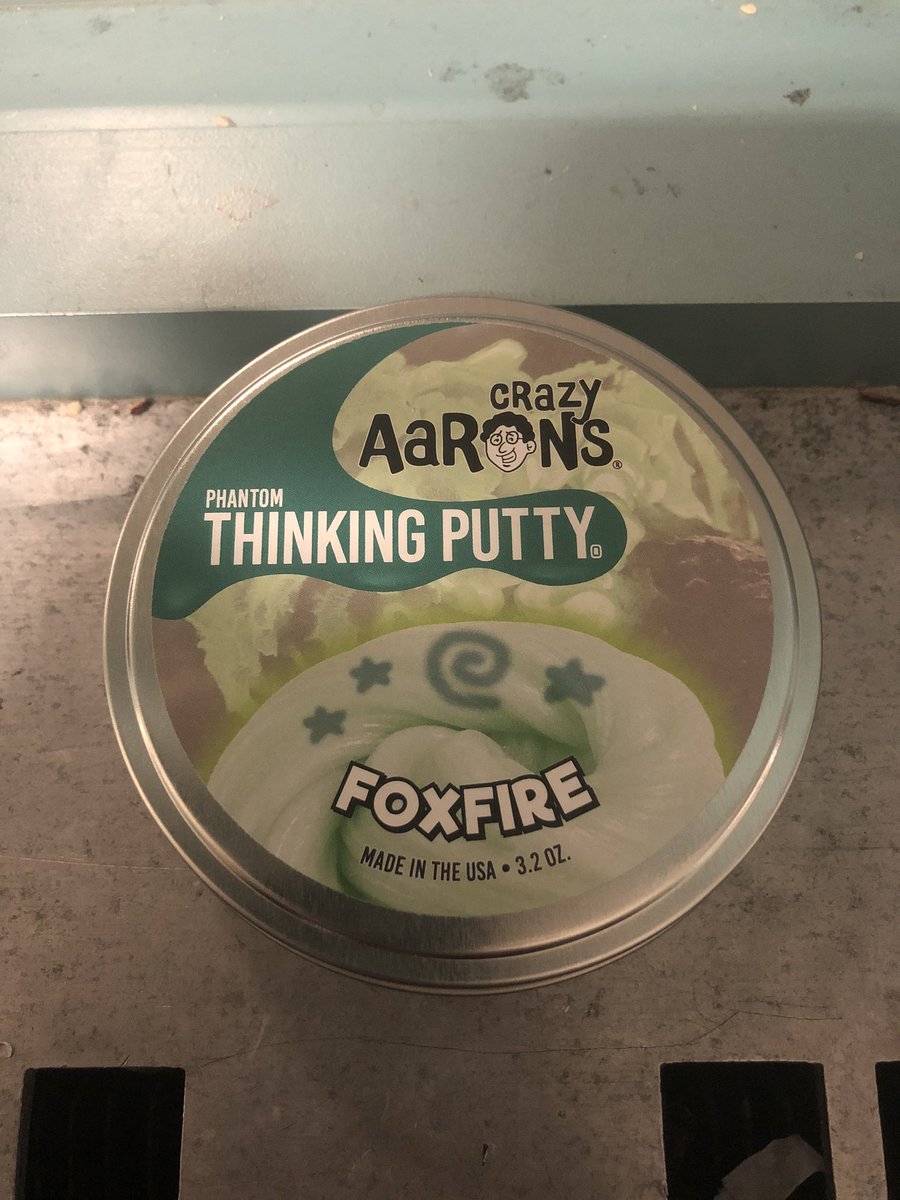 CRAZY
AARONS®
PHANTOM
THINKING PUTTY®
FOXFIRE
MADE IN THE USA • 3.2 OZ.